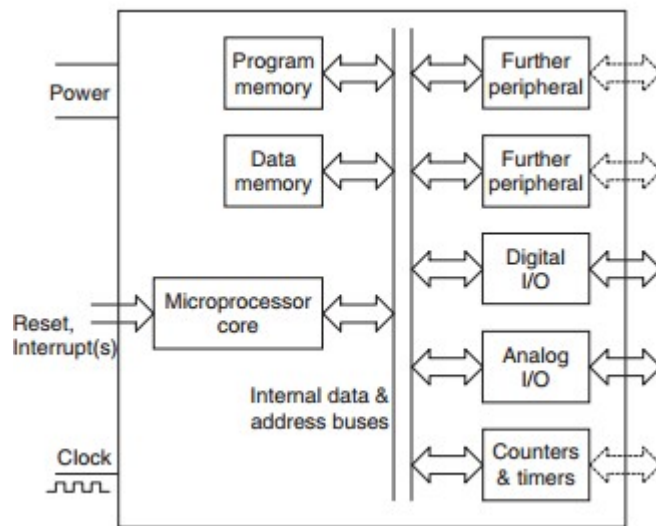 Program
memory
Further
peripheral
Power
Data
memory
Further
peripheral
Digital
I/O
Microprocessor
core
Reset,
Interrupt(s)
Analog
I/O
Internal data &
address buses
Clock
Counters
& timers